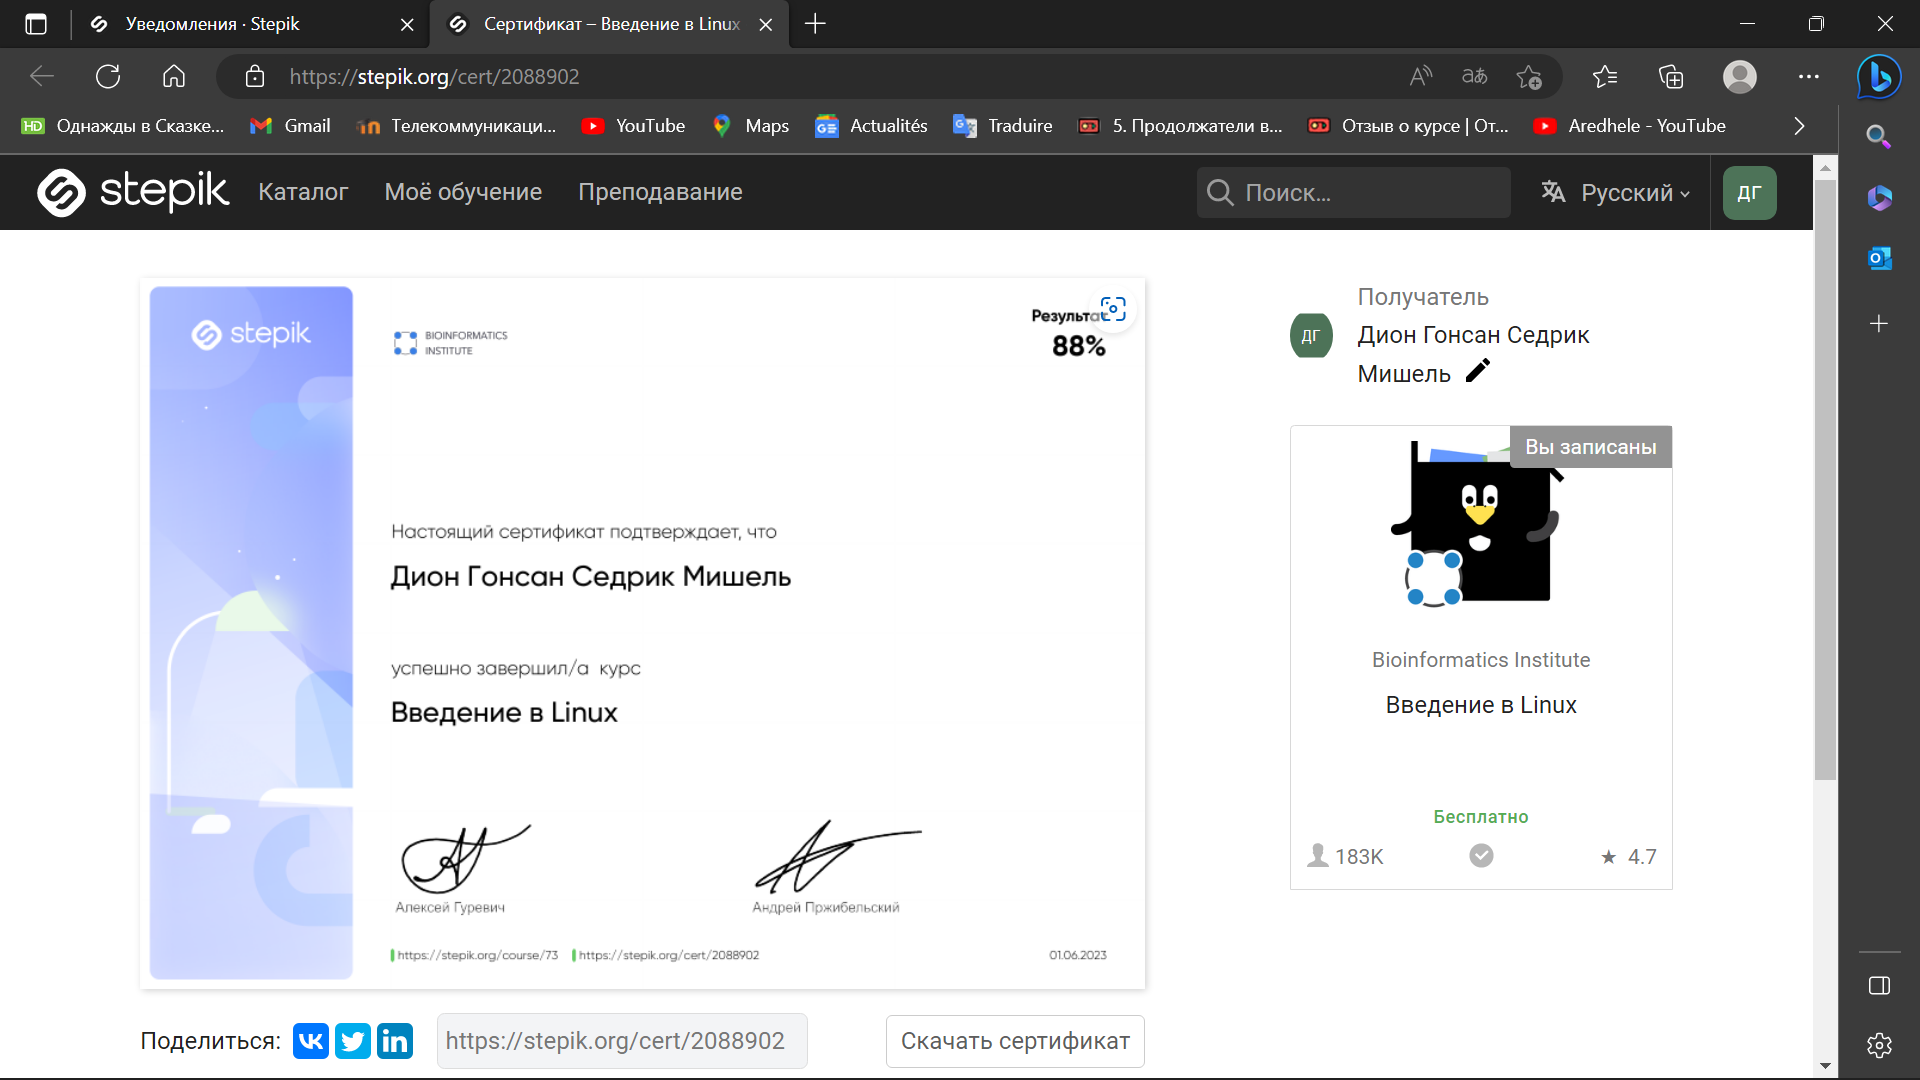 Уведомления · Stepik
Сертификат – Введение в Linux
https://stepik.org/cert/2088902
HD Однажды в Сказке...
Gmail
Телекоммуникаци...
YouTube
Maps
Actualités
Traduire
5. Продолжатели в...
Отзыв о курсе | От...
Aredhele - YouTube
stepik
Каталог
Моё обучение
Преподавание
Поиск...
Русский
ДГ
stepik
BIOINFORMATICS
INSTITUTE
Результат
88%
Настоящий сертификат подтверждает, что
Дион Гонсан Седрик Мишель
успешно завершил/а курс
Введение в Linux
Алексей Гуревич
Андрей Пржибельский
https://stepik.org/course/73
https://stepik.org/cert/2088902
01.06.2023
Получатель
ДГ
Дион Гонсан Седрик
Мишель
Вы записаны
Bioinformatics Institute
Введение в Linux
Бесплатно
183K
4.7
Поделиться:
https://stepik.org/cert/2088902
Скачать сертификат